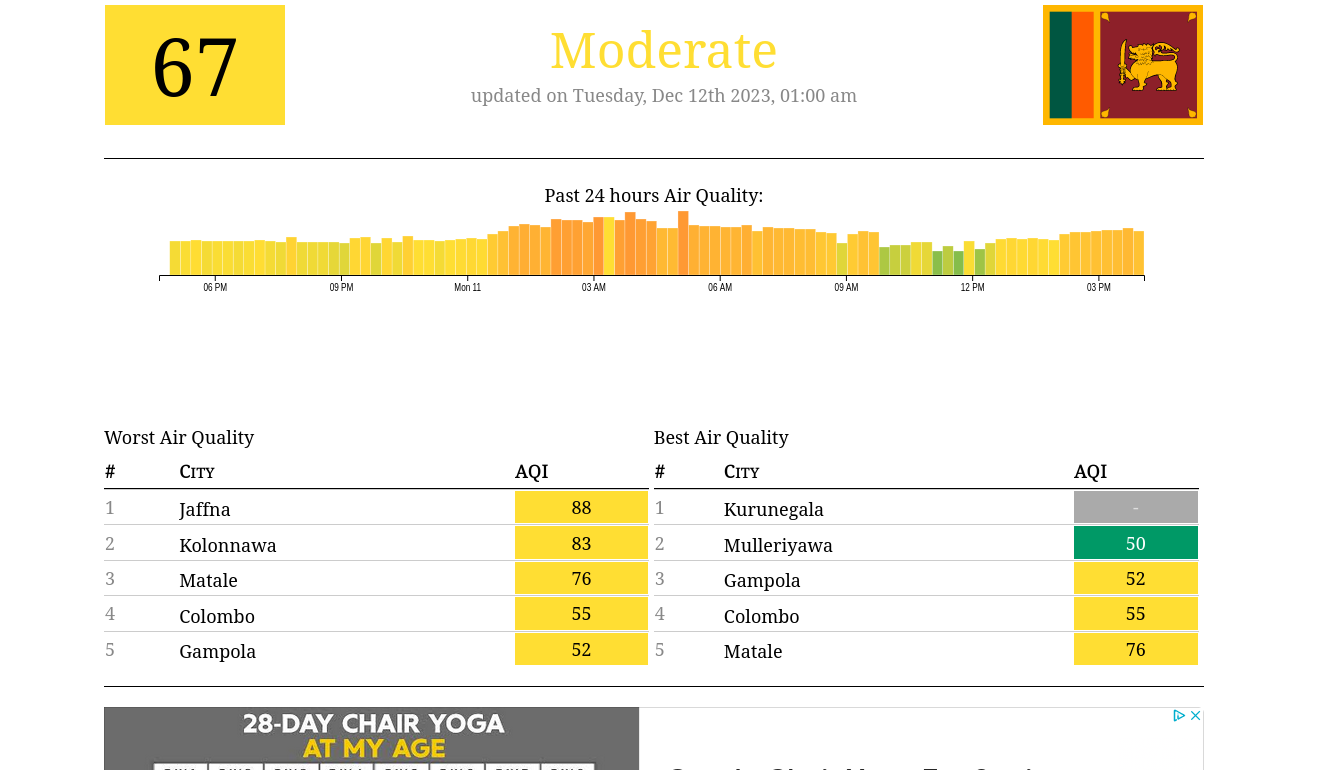 67
Moderate
updated on Tuesday, Dec 12th 2023, 01:00 am
Past 24 hours Air Quality:
06 PM 09 PM Mon 11 03 AM 06 AM 09 AM 12 PM 03 PM
Worst Air Quality
# City AQI
1 Jaffna 88
2 Kolonnawa 83
3 Matale 76
4 Colombo 55
5 Gampola 52
Best Air Quality
# City AQI
1 Kurunegala -
2 Mulleriyawa 50
3 Gampola 52
4 Colombo 55
5 Matale 76
28-DAY CHAIR YOGA
AT MY AGE